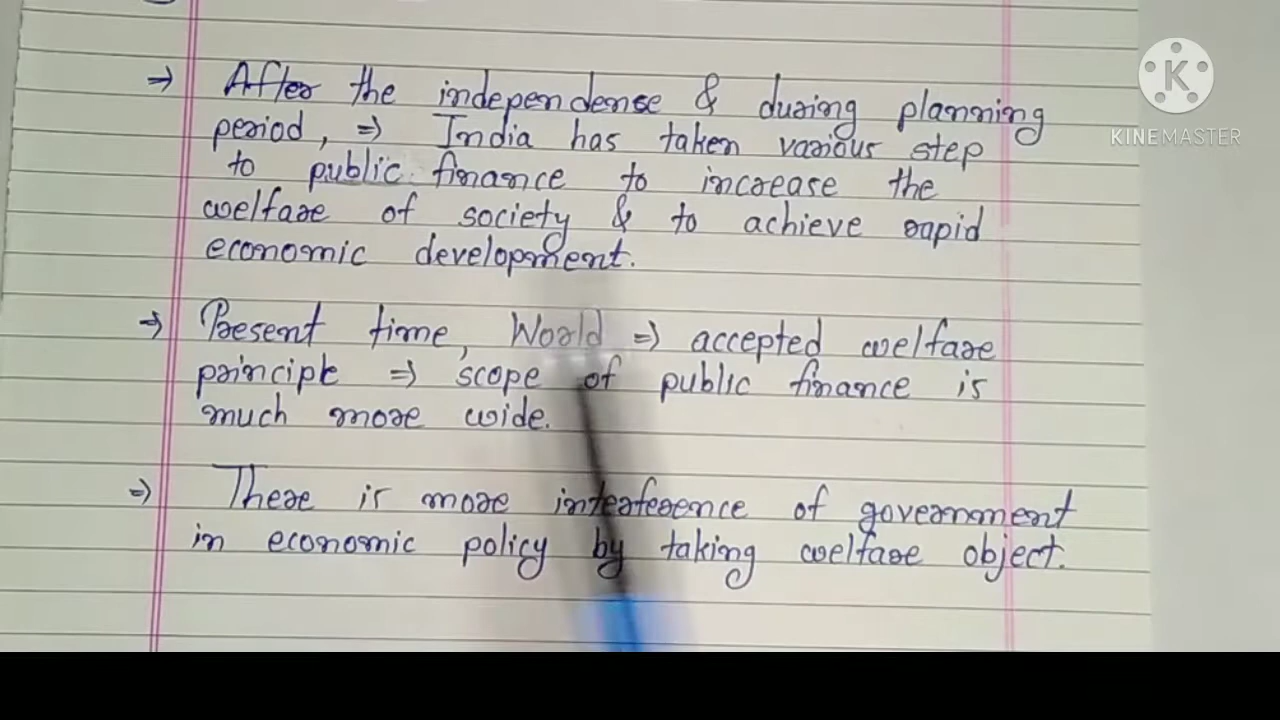 ⇒ After the independense & during planning
period, ⇒ India has taken various step
to public finance to increase the
welfare of society & to achieve rapid
economic development.
⇒ Present time, World ⇒ accepted welfare
principle ⇒ scope of public finance is
much more wide.
⇒ There is more interference of government
in economic policy by taking welfare object.
K
KINEMASTER